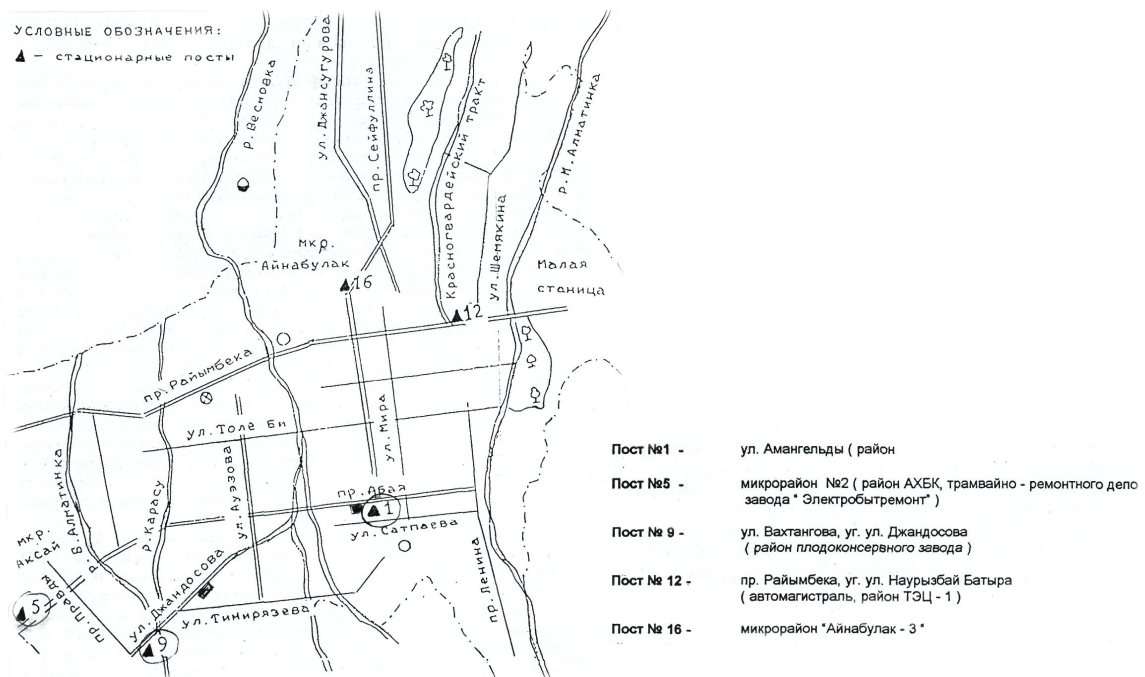 УСЛОВНЫЕ ОБОЗНАЧЕНИЯ:
▲ - стационарные посты
р. Весновка
ул. Джансугурова
пр. Сейфуллина
Красногвардейский тракт
ул. Шемякина
р. М. Алматинка
мкр.
Айнабулак
16
12
Малая
станица
пр. Райымбека
ул. Толе Би
ул. Мира
ул. Ауэзова
пр. Абая
1
ул. Сатпаева
р. Б. Алматинка
р. Карасу
мкр.
Аксай
5
пр. Правды
ул. Джандосова
9
ул. Тимирязева
пр. Ленина
Пост №1 - ул. Амангельды ( район
Пост №5 - микрорайон №2 ( район АХБК, трамвайно - ремонтного депо
завода " Электробытремонт" )
Пост № 9 - ул. Вахтангова, уг. ул. Джандосова
( район плодоконсервного завода )
Пост № 12 - пр. Райымбека, уг. ул. Наурызбай Батыра
( автомагистраль, район ТЭЦ - 1 )
Пост № 16 - микрорайон "Айнабулак - 3 "